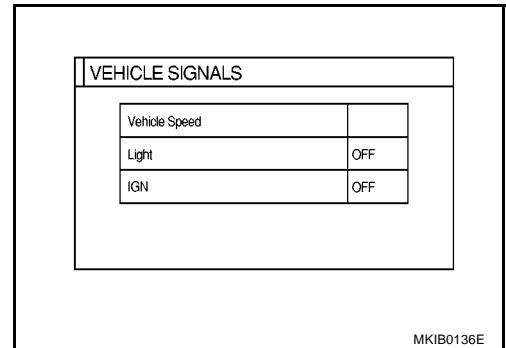 VEHICLE SIGNALS
Vehicle Speed
Light OFF
IGN OFF
MKIB0136E